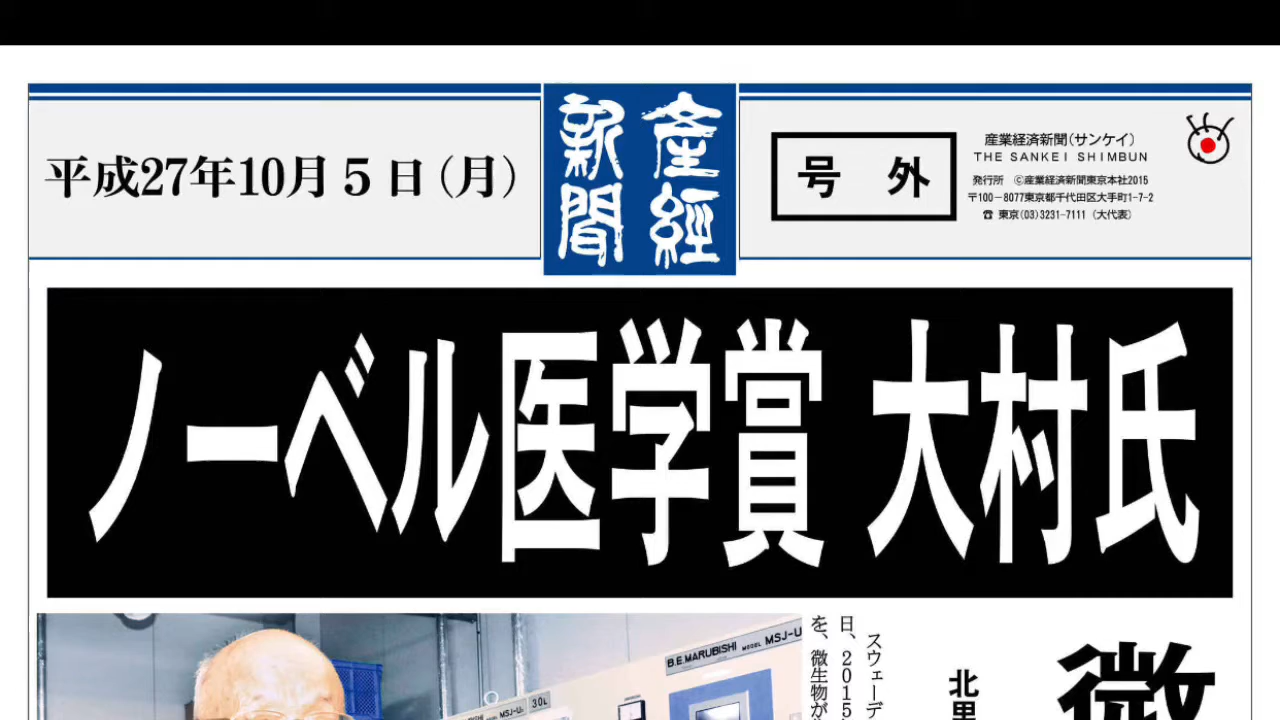 平成27年10月5日(月)
産經
新聞
号 外
産業経済新聞(サンケイ)
THE SANKEI SHIMBUN
発行所 ©産業経済新聞東京本社2015
〒100-8077東京都千代田区大手町1-7-2
☎ 東京(03)3231-7111 (大代表)
ノーベル医学賞 大村氏
微
北里
スウェーデ
日、2015
を、微生物が
B.E.MARUBISHI MODEL MSJ-U
MSJ-U 30L